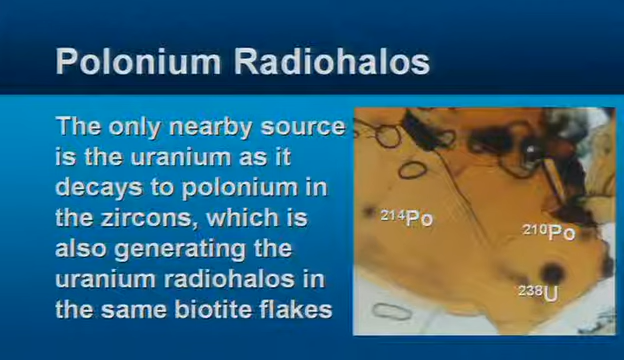 Polonium Radiohalos
The only nearby source
is the uranium as it
decays to polonium in
the zircons, which is
also generating the
uranium radiohalos in
the same biotite flakes
²¹⁴Po
²¹⁰Po
²³⁸U